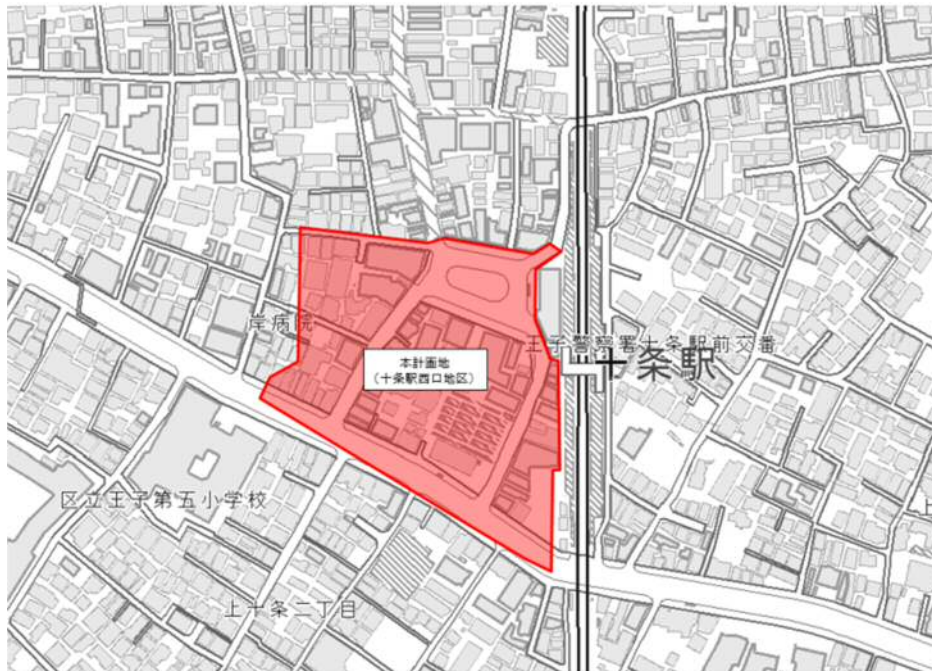 岸病院
王子警察署十条駅前交番
十条駅
本計画地
(十条駅西口地区)
区立王子第五小学校
上
上十条二丁目